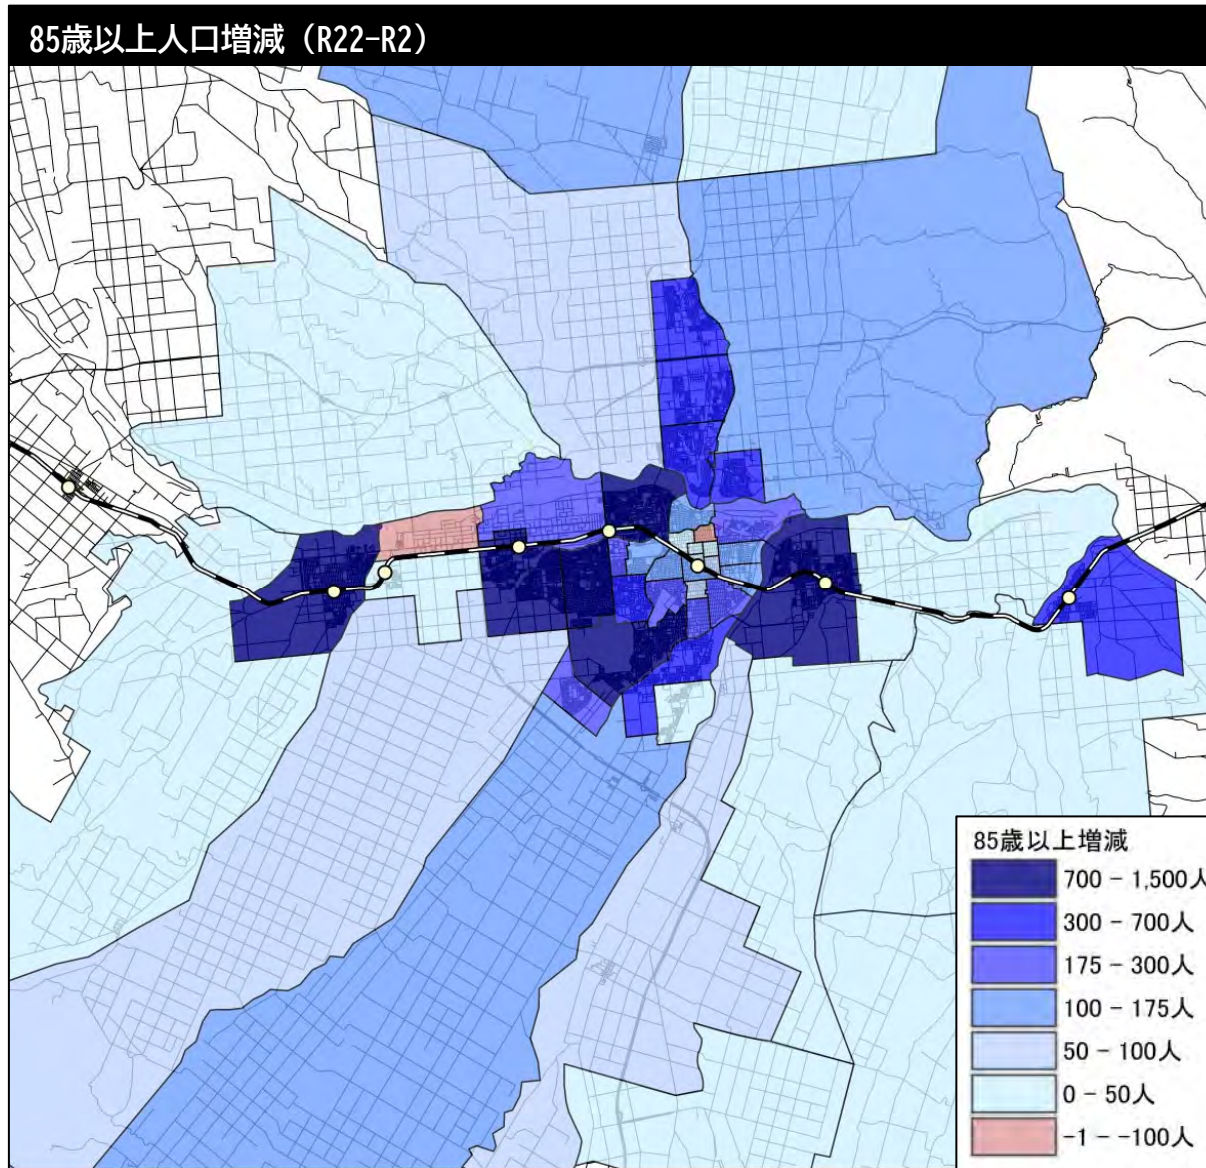 85歳以上人口増減（R22-R2）
85歳以上増減
700 - 1,500人
300 - 700人
175 - 300人
100 - 175人
50 - 100人
0 - 50人
-1 - -100人